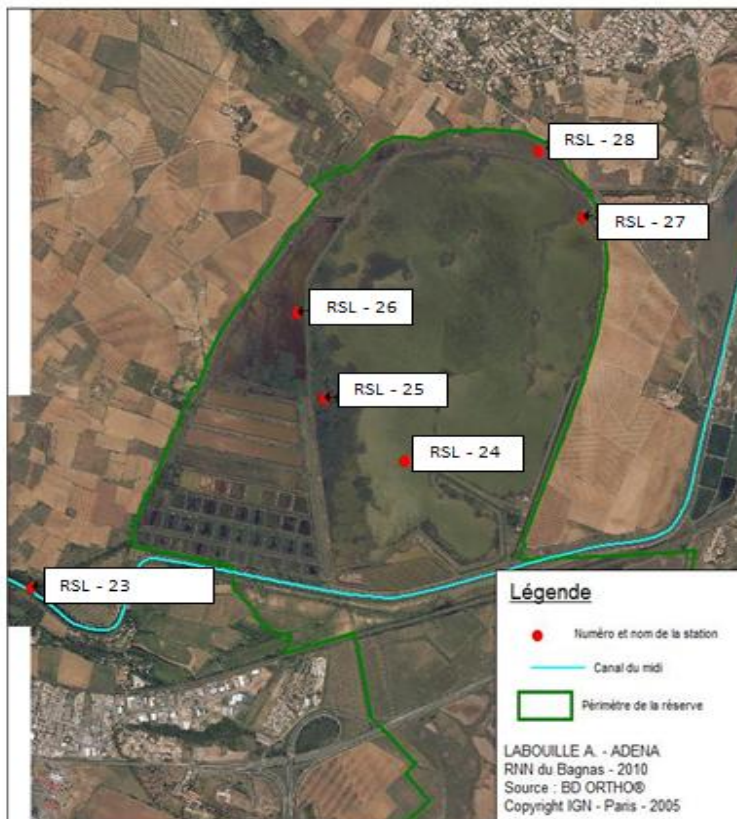 RSL - 28
RSL - 27
RSL - 26
RSL - 25
RSL - 24
RSL - 23
Légende
Numéro et nom de la station
Canal du midi
Périmètre de la réserve
LABOUILLE A. - ADENA
RNN du Bagnas - 2010
Source : BD ORTHO®
Copyright IGN - Paris - 2005